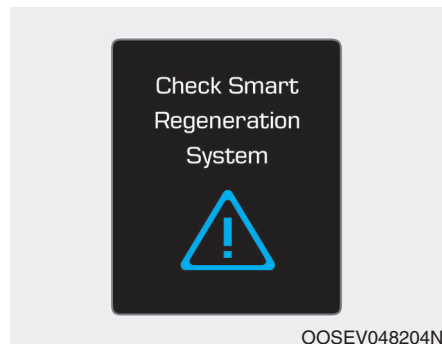 Check Smart
Regeneration
System
!
OOSEV048204N